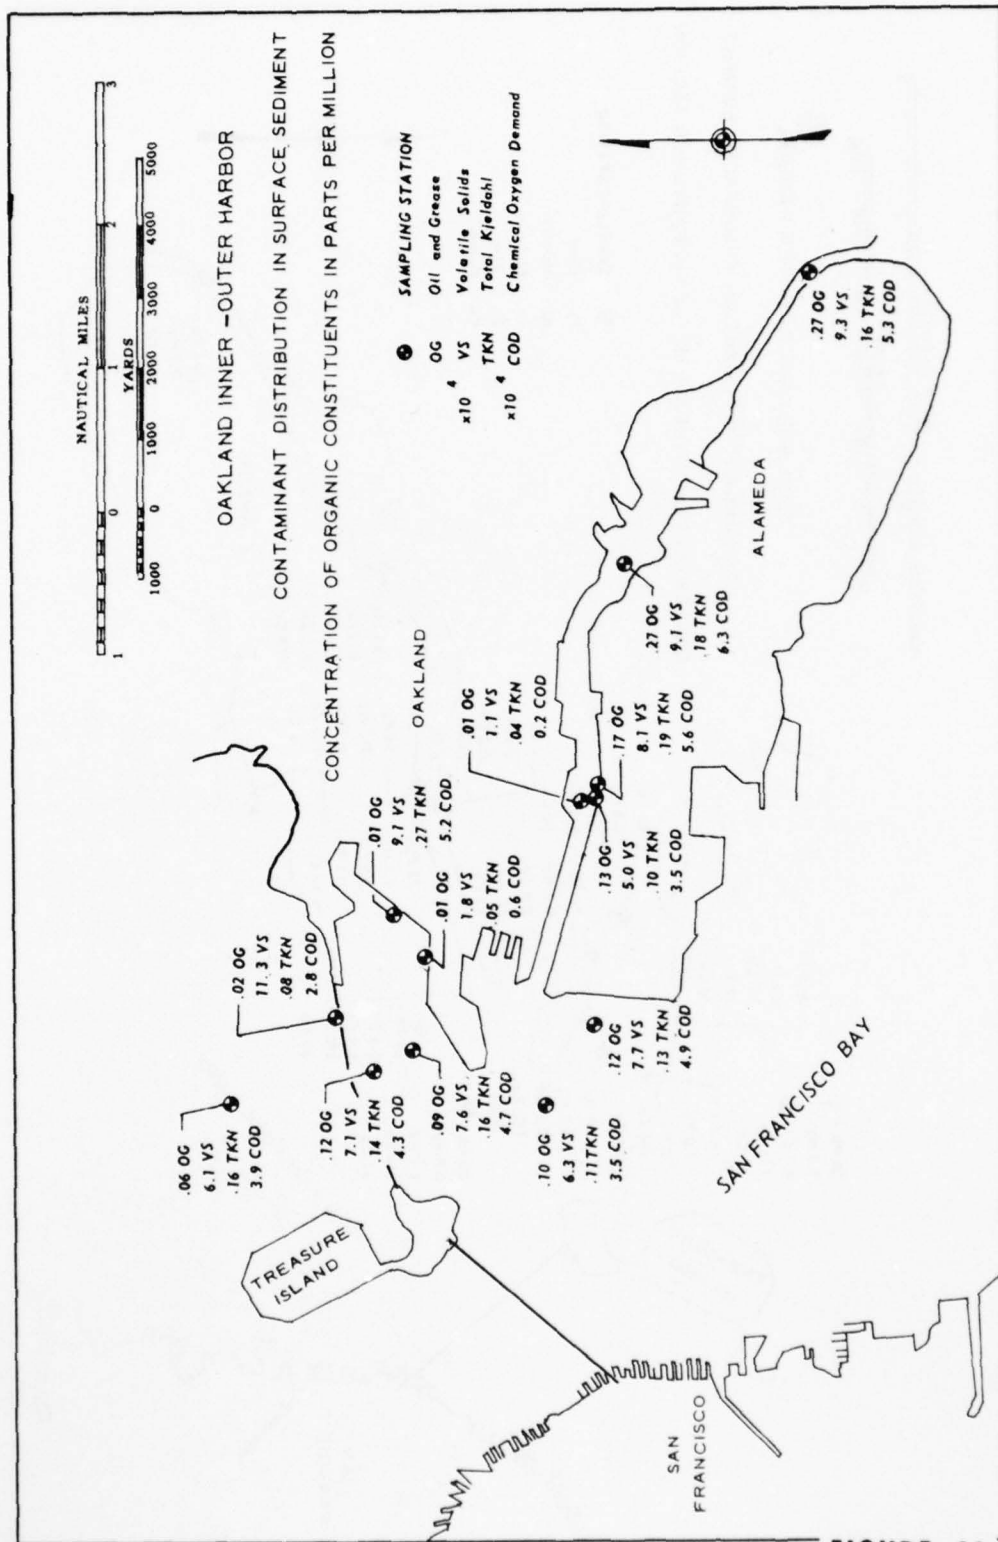 NAUTICAL MILES
1 0 1 2 3
YARDS
1000 0 1000 2000 3000 4000 5000
OAKLAND INNER-OUTER HARBOR
CONTAMINANT DISTRIBUTION IN SURFACE SEDIMENT
CONCENTRATION OF ORGANIC CONSTITUENTS IN PARTS PER MILLION
SAMPLING STATION
OG Oil and Grease
x10 4 VS Volatile Solids
TKN Total Kjeldahl
x10 4 COD Chemical Oxygen Demand
.06 OG
6.1 VS
.16 TKN
3.9 COD
.02 OG
11.3 VS
.08 TKN
2.8 COD
.12 OG
7.1 VS
.14 TKN
4.3 COD
.01 OG
9.1 VS
.27 TKN
5.2 COD
OAKLAND
.09 OG
7.6 VS
.16 TKN
4.7 COD
.01 OG
1.8 VS
.05 TKN
0.6 COD
.01 OG
1.1 VS
.04 TKN
0.2 COD
TREASURE
ISLAND
.10 OG
6.3 VS
.11TKN
3.5 COD
.12 OG
7.7 VS
.13 TKN
4.9 COD
.13 OG
5.0 VS
.10 TKN
3.5 COD
.17 OG
8.1 VS
.19 TKN
5.6 COD
.27 OG
9.1 VS
.18 TKN
6.3 COD
ALAMEDA
.27 OG
9.3 VS
.16 TKN
5.3 COD
SAN FRANCISCO BAY
SAN
FRANCISCO